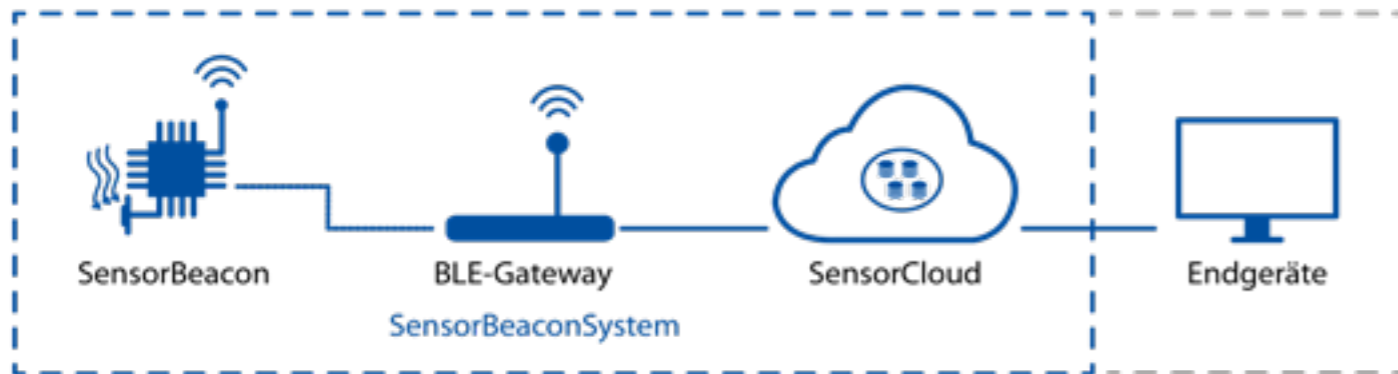 SensorBeacon
BLE-Gateway
SensorCloud
Endgeräte
SensorBeaconSystem